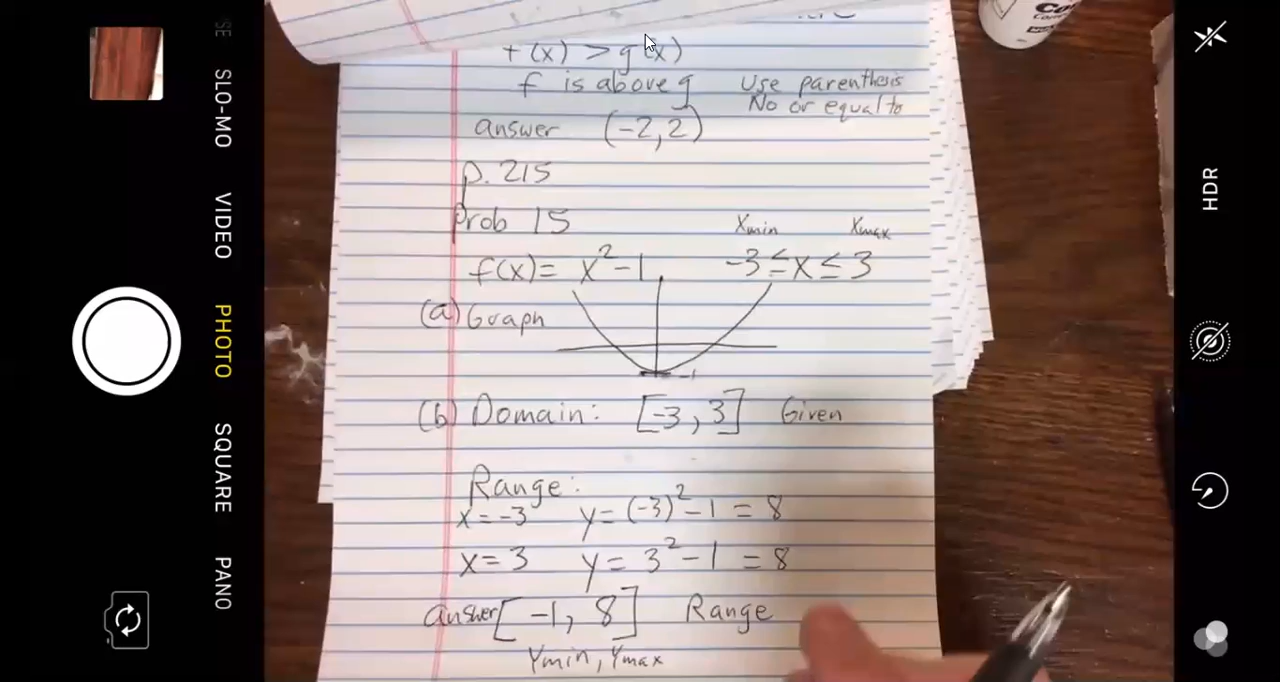 f(x) > g(x)
f is above g
Use parenthesis
No or equal to
answer (-2, 2)
p. 215
Prob 15
Xmin Xmax
f(x) = x² - 1 -3 ≤ x ≤ 3
(a) Graph
-1
(b) Domain: [-3, 3] Given
Range:
x = -3 y = (-3)² - 1 = 8
x = 3 y = 3² - 1 = 8
answer [-1, 8] Range
Ymin, Ymax
SLO-MO
VIDEO
PHOTO
SQUARE
PANO
HDR